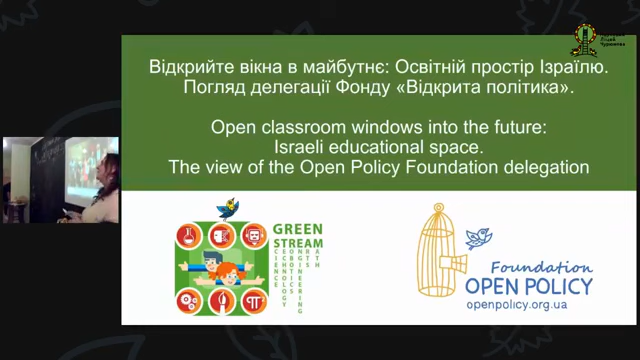 Відкрийте вікна в майбутнє: Освітній простір Ізраїлю.
Погляд делегації Фонду «Відкрита політика».
Open classroom windows into the future:
Israeli educational space.
The view of the Open Policy Foundation delegation
GREEN
STREAM
SCIENCE
TECHNOLOGY
ROBOTICS
ENGINEERING
ARTS
MATH
Foundation
OPEN POLICY
openpolicy.org.ua